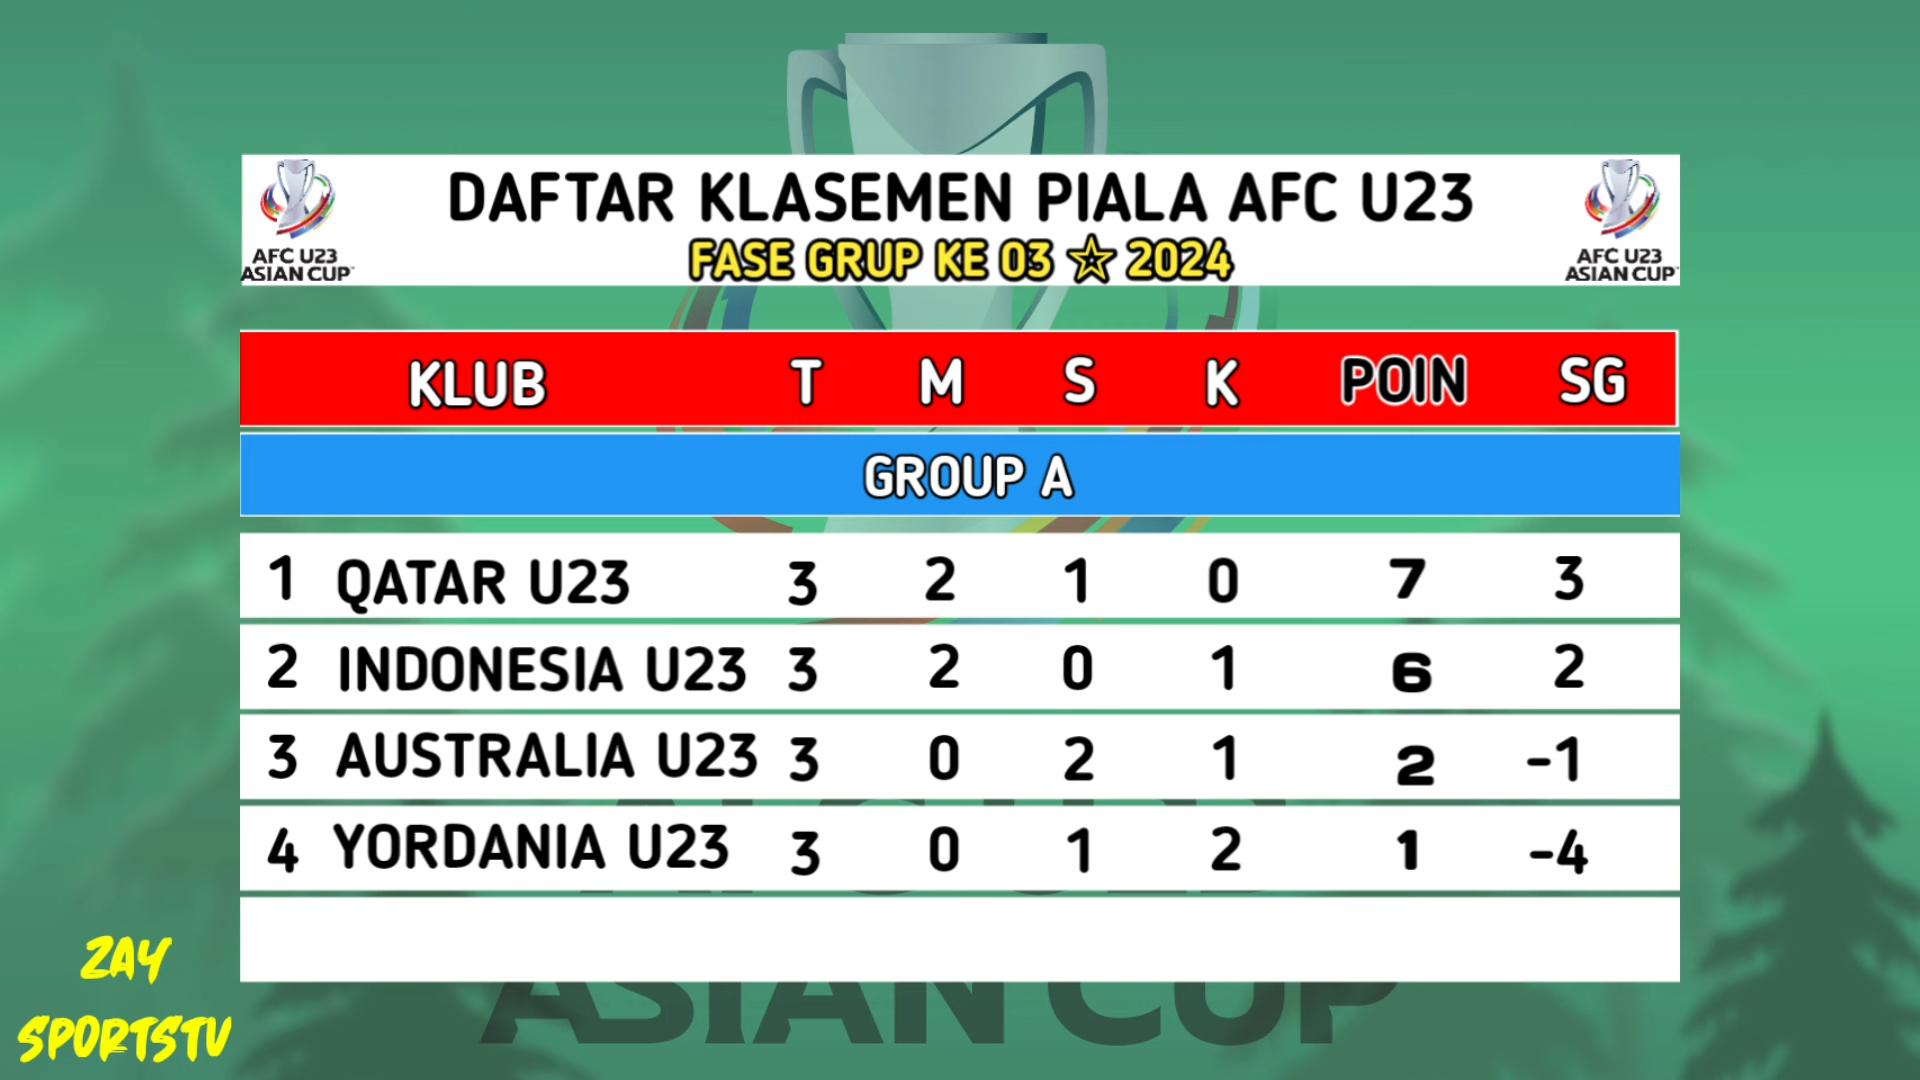 DAFTAR KLASEMEN PIALA AFC U23
FASE GRUP KE 03 ☆ 2024
AFC U23
ASIAN CUP
AFC U23
ASIAN CUP
KLUB T M S K POIN SG
GROUP A
1 QATAR U23 3 2 1 0 7 3
2 INDONESIA U23 3 2 0 1 6 2
3 AUSTRALIA U23 3 0 2 1 2 -1
4 YORDANIA U23 3 0 1 2 1 -4
AFC U23
ASIAN CUP
ZAY
SPORTSTV